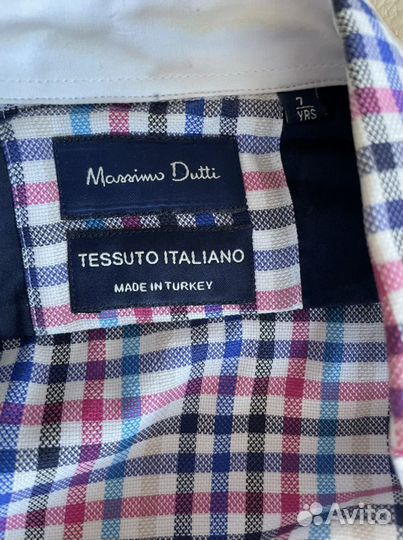 7
YRS
Massimo Dutti
TESSUTO ITALIANO
MADE IN TURKEY
Avito